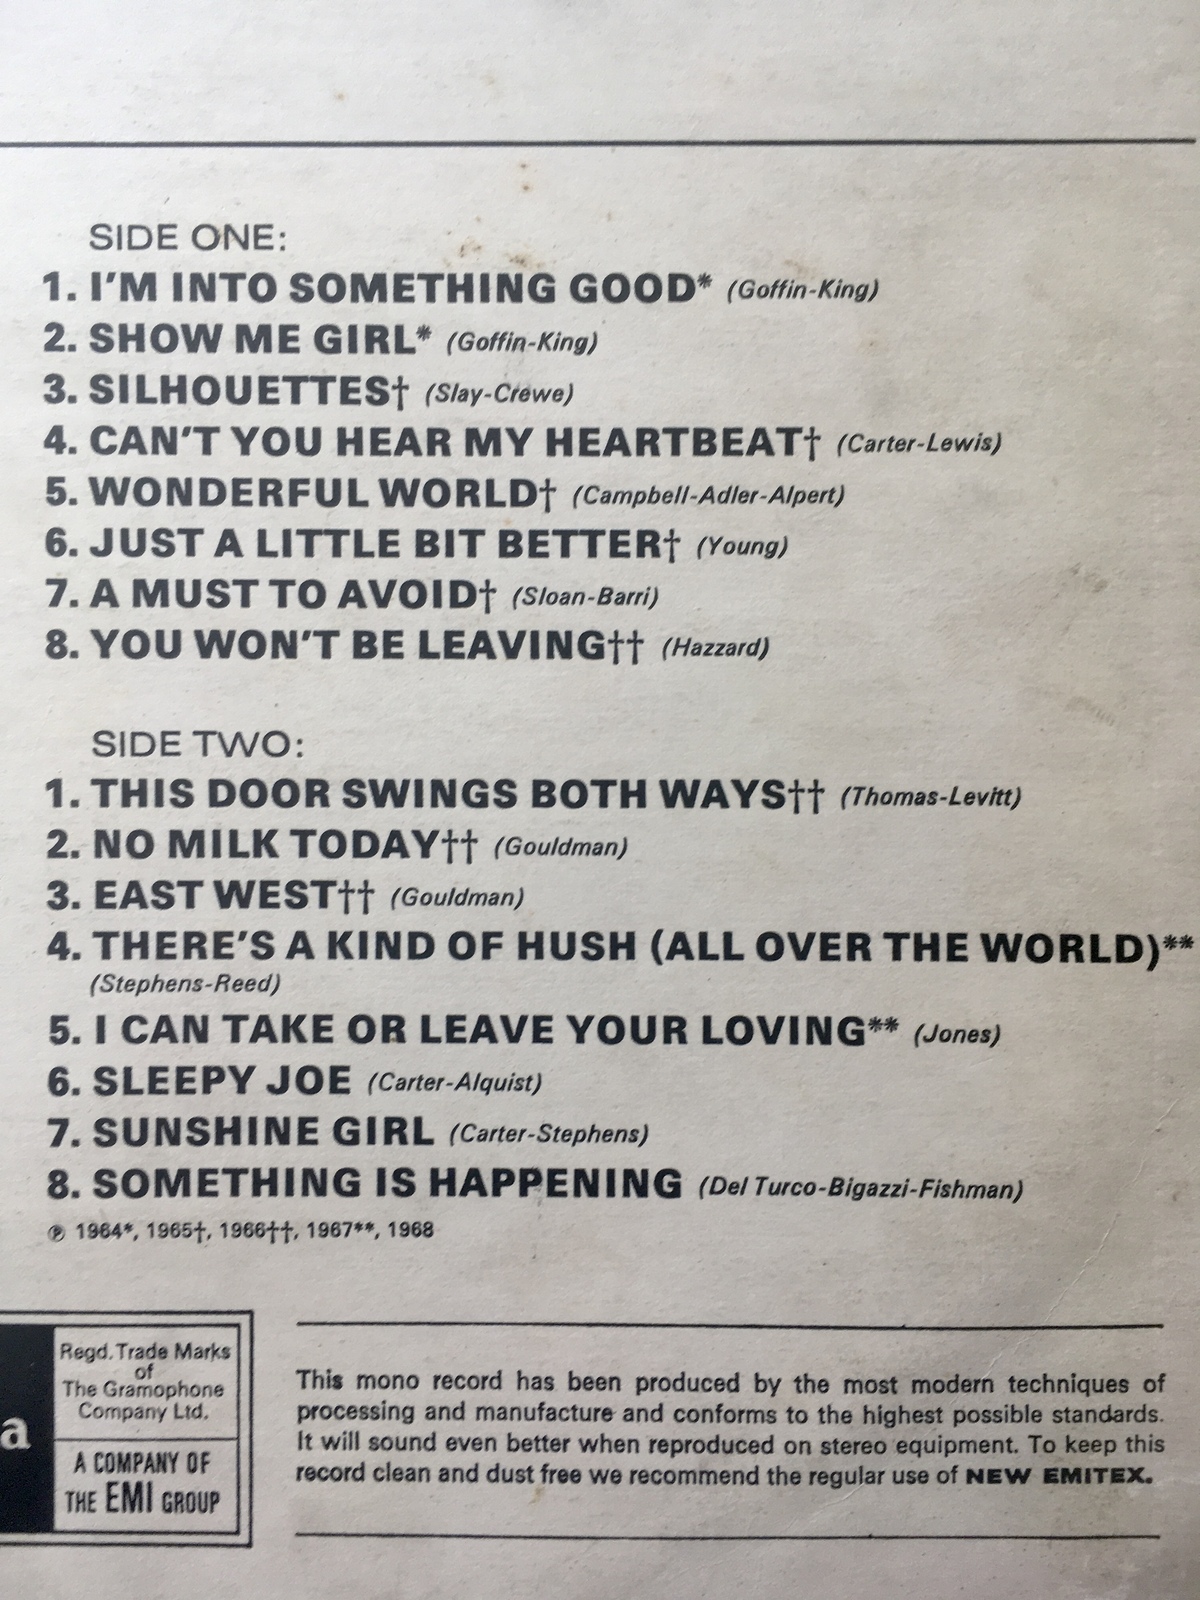 SIDE ONE:
1. I'M INTO SOMETHING GOOD* (Goffin-King)
2. SHOW ME GIRL* (Goffin-King)
3. SILHOUETTES† (Slay-Crewe)
4. CAN'T YOU HEAR MY HEARTBEAT† (Carter-Lewis)
5. WONDERFUL WORLD† (Campbell-Adler-Alpert)
6. JUST A LITTLE BIT BETTER† (Young)
7. A MUST TO AVOID† (Sloan-Barri)
8. YOU WON'T BE LEAVING†† (Hazzard)
SIDE TWO:
1. THIS DOOR SWINGS BOTH WAYS†† (Thomas-Levitt)
2. NO MILK TODAY†† (Gouldman)
3. EAST WEST†† (Gouldman)
4. THERE'S A KIND OF HUSH (ALL OVER THE WORLD)**
(Stephens-Reed)
5. I CAN TAKE OR LEAVE YOUR LOVING** (Jones)
6. SLEEPY JOE (Carter-Alquist)
7. SUNSHINE GIRL (Carter-Stephens)
8. SOMETHING IS HAPPENING (Del Turco-Bigazzi-Fishman)
℗ 1964*, 1965†, 1966††, 1967**, 1968
a
Regd. Trade Marks
of
The Gramophone
Company Ltd.
A COMPANY OF
THE EMI GROUP
This mono record has been produced by the most modern techniques of
processing and manufacture and conforms to the highest possible standards.
It will sound even better when reproduced on stereo equipment. To keep this
record clean and dust free we recommend the regular use of NEW EMITEX.